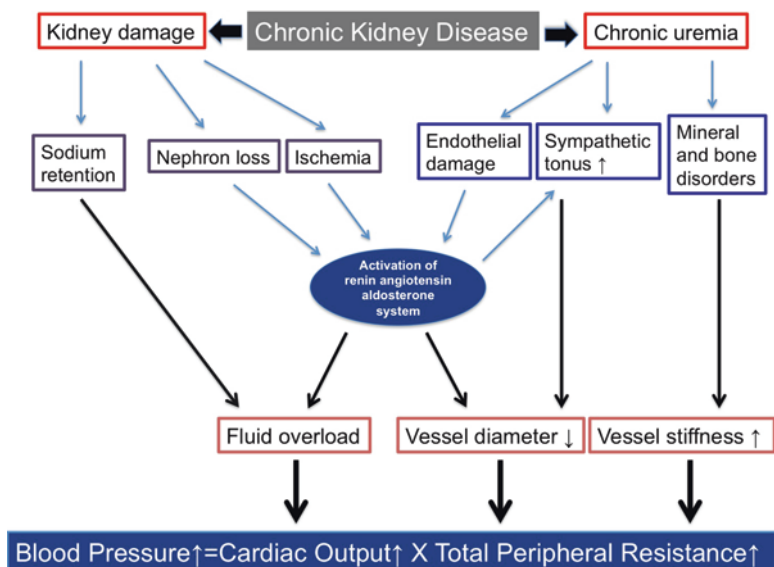 Kidney damage
Chronic Kidney Disease
Chronic uremia
Sodium
retention
Nephron loss
Ischemia
Endothelial
damage
Sympathetic
tonus ↑
Mineral
and bone
disorders
Activation of
renin angiotensin
aldosterone
system
Fluid overload
Vessel diameter ↓
Vessel stiffness ↑
Blood Pressure↑=Cardiac Output↑ X Total Peripheral Resistance↑